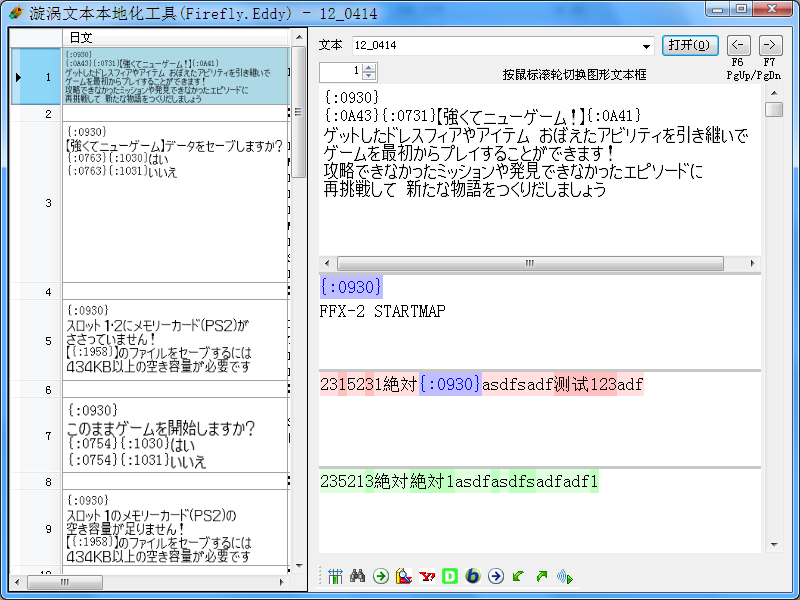 漩涡文本本地化工具(Firefly.Eddy) - 12_0414
日文
1
{:0930}
{:0A43}{:0731}【強くてニューゲーム!】{:0A41}
ゲットしたドレスフィアやアイテム おぼえたアビリティを引き継いで
ゲームを最初からプレイすることができます!
攻略できなかったミッションや発見できなかったエピソードに
再挑戦して 新たな物語をつくりだしましょう
2
3
{:0930}
【強くてニューゲーム】データをセーブしますか?
{:0763}{:1030}はい
{:0763}{:1031}いいえ
4
5
{:0930}
スロット1・2にメモリーカード(PS2)が
ささっていません!
【{:1958}】のファイルをセーブするには
434KB以上の空き容量が必要です
6
7
{:0930}
このままゲームを開始しますか?
{:0754}{:1030}はい
{:0754}{:1031}いいえ
8
9
{:0930}
スロット1のメモリーカード(PS2)の
空き容量が足りません!
【{:1958}】のファイルをセーブするには
434KB以上の空き容量が必要です
文本 12_0414 打开(O) <- ->
F6 F7
1 按鼠标滚轮切换图形文本框 PgUp/PgDn
{:0930}
{:0A43}{:0731}【強くてニューゲーム!】{:0A41}
ゲットしたドレスフィアやアイテム おぼえたアビリティを引き継いで
ゲームを最初からプレイすることができます!
攻略できなかったミッションや発見できなかったエピソードに
再挑戦して 新たな物語をつくりだしましょう
{:0930}
FFX-2 STARTMAP
2315231絶対{:0930}asdfsadf测试123adf
235213絶対絶対1asdfasdfsadfadf1